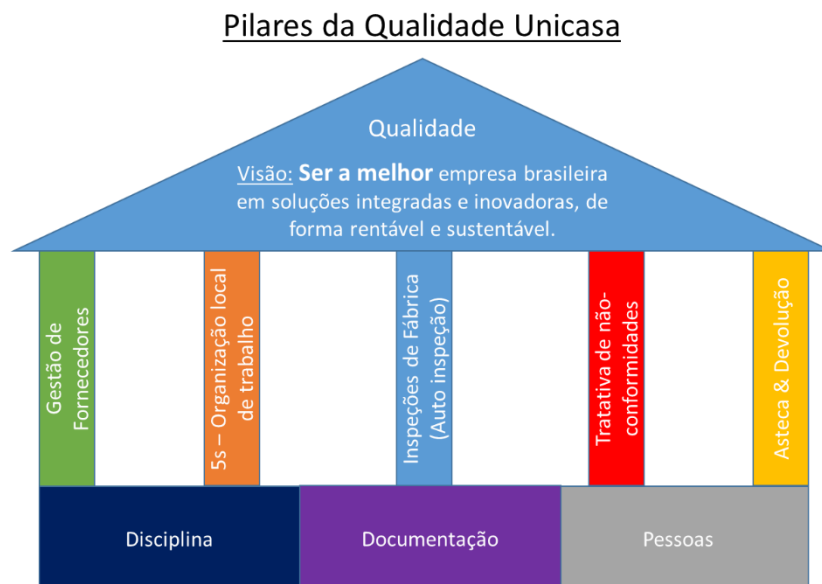 Pilares da Qualidade Unicasa
Qualidade
Visão: Ser a melhor empresa brasileira
em soluções integradas e inovadoras, de
forma rentável e sustentável.
Gestão de
Fornecedores
5s – Organização local
de trabalho
Inspeções de Fábrica
(Auto inspeção)
Tratativa de não-
conformidades
Asteca & Devolução
Disciplina
Documentação
Pessoas